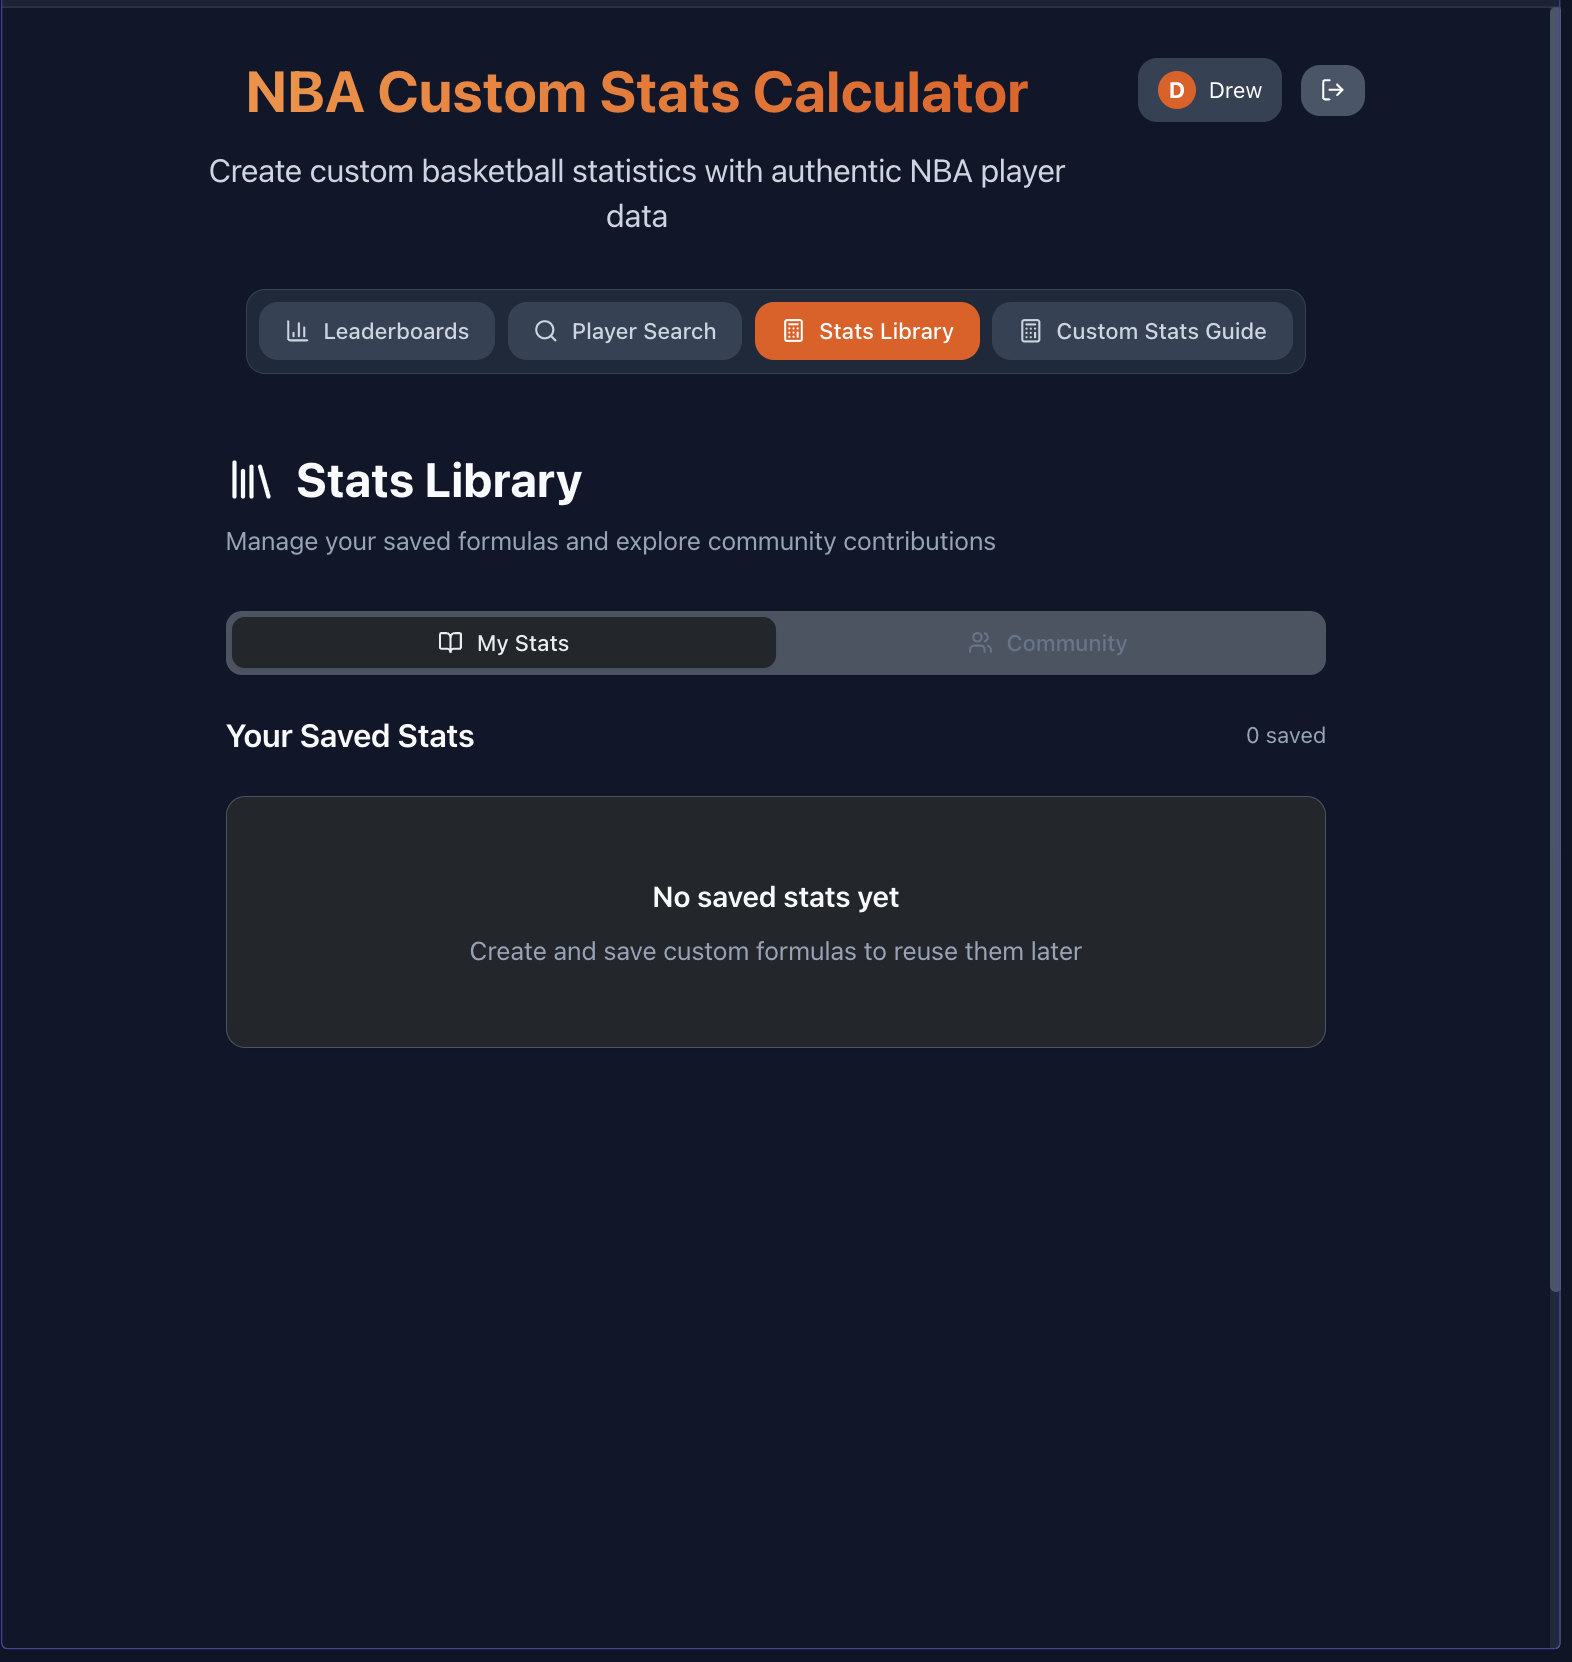 NBA Custom Stats Calculator
D Drew
Create custom basketball statistics with authentic NBA player
data
Leaderboards
Player Search
Stats Library
Custom Stats Guide
Stats Library
Manage your saved formulas and explore community contributions
My Stats
Community
Your Saved Stats
0 saved
No saved stats yet
Create and save custom formulas to reuse them later